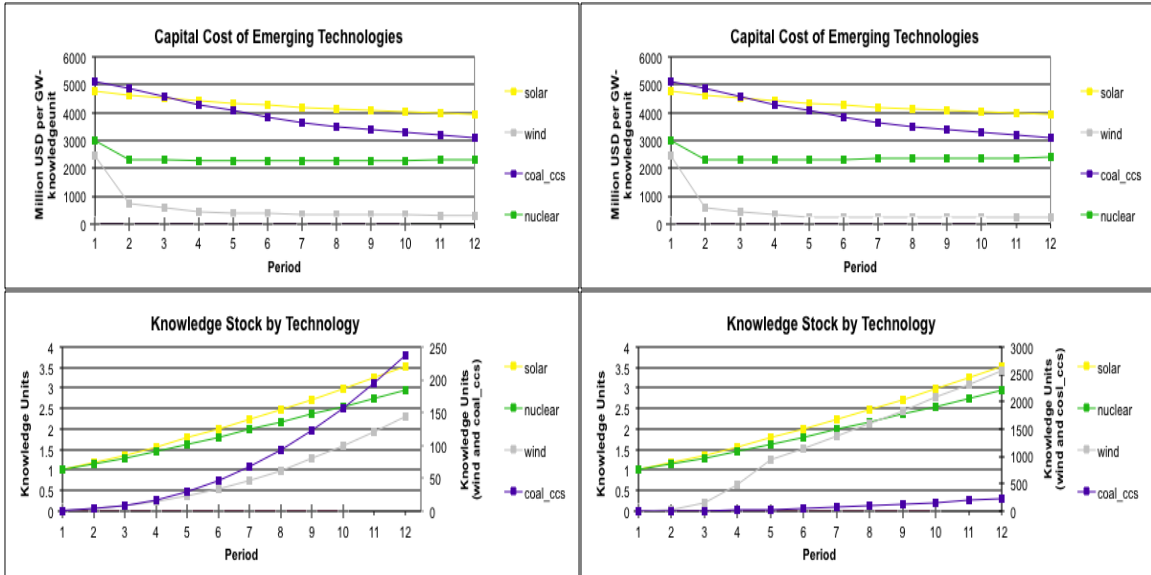 Capital Cost of Emerging Technologies
Million USD per GW-
knowledgeunit
6000
5000
4000
3000
2000
1000
0
1 2 3 4 5 6 7 8 9 10 11 12
Period
solar
wind
coal_ccs
nuclear
Capital Cost of Emerging Technologies
Million USD per GW-
knowledgeunit
6000
5000
4000
3000
2000
1000
0
1 2 3 4 5 6 7 8 9 10 11 12
Period
solar
wind
coal_ccs
nuclear
Knowledge Stock by Technology
Knowledge Units
4
3.5
3
2.5
2
1.5
1
0.5
0
250
200
150
100
50
0
Knowledge Units
(wind and coal_ccs)
1 2 3 4 5 6 7 8 9 10 11 12
Period
solar
nuclear
wind
coal_ccs
Knowledge Stock by Technology
Knowledge Units
4
3.5
3
2.5
2
1.5
1
0.5
0
3000
2500
2000
1500
1000
500
0
Knowledge Units
(wind and cosl_ccs)
1 2 3 4 5 6 7 8 9 10 11 12
Period
solar
nuclear
wind
coal_ccs